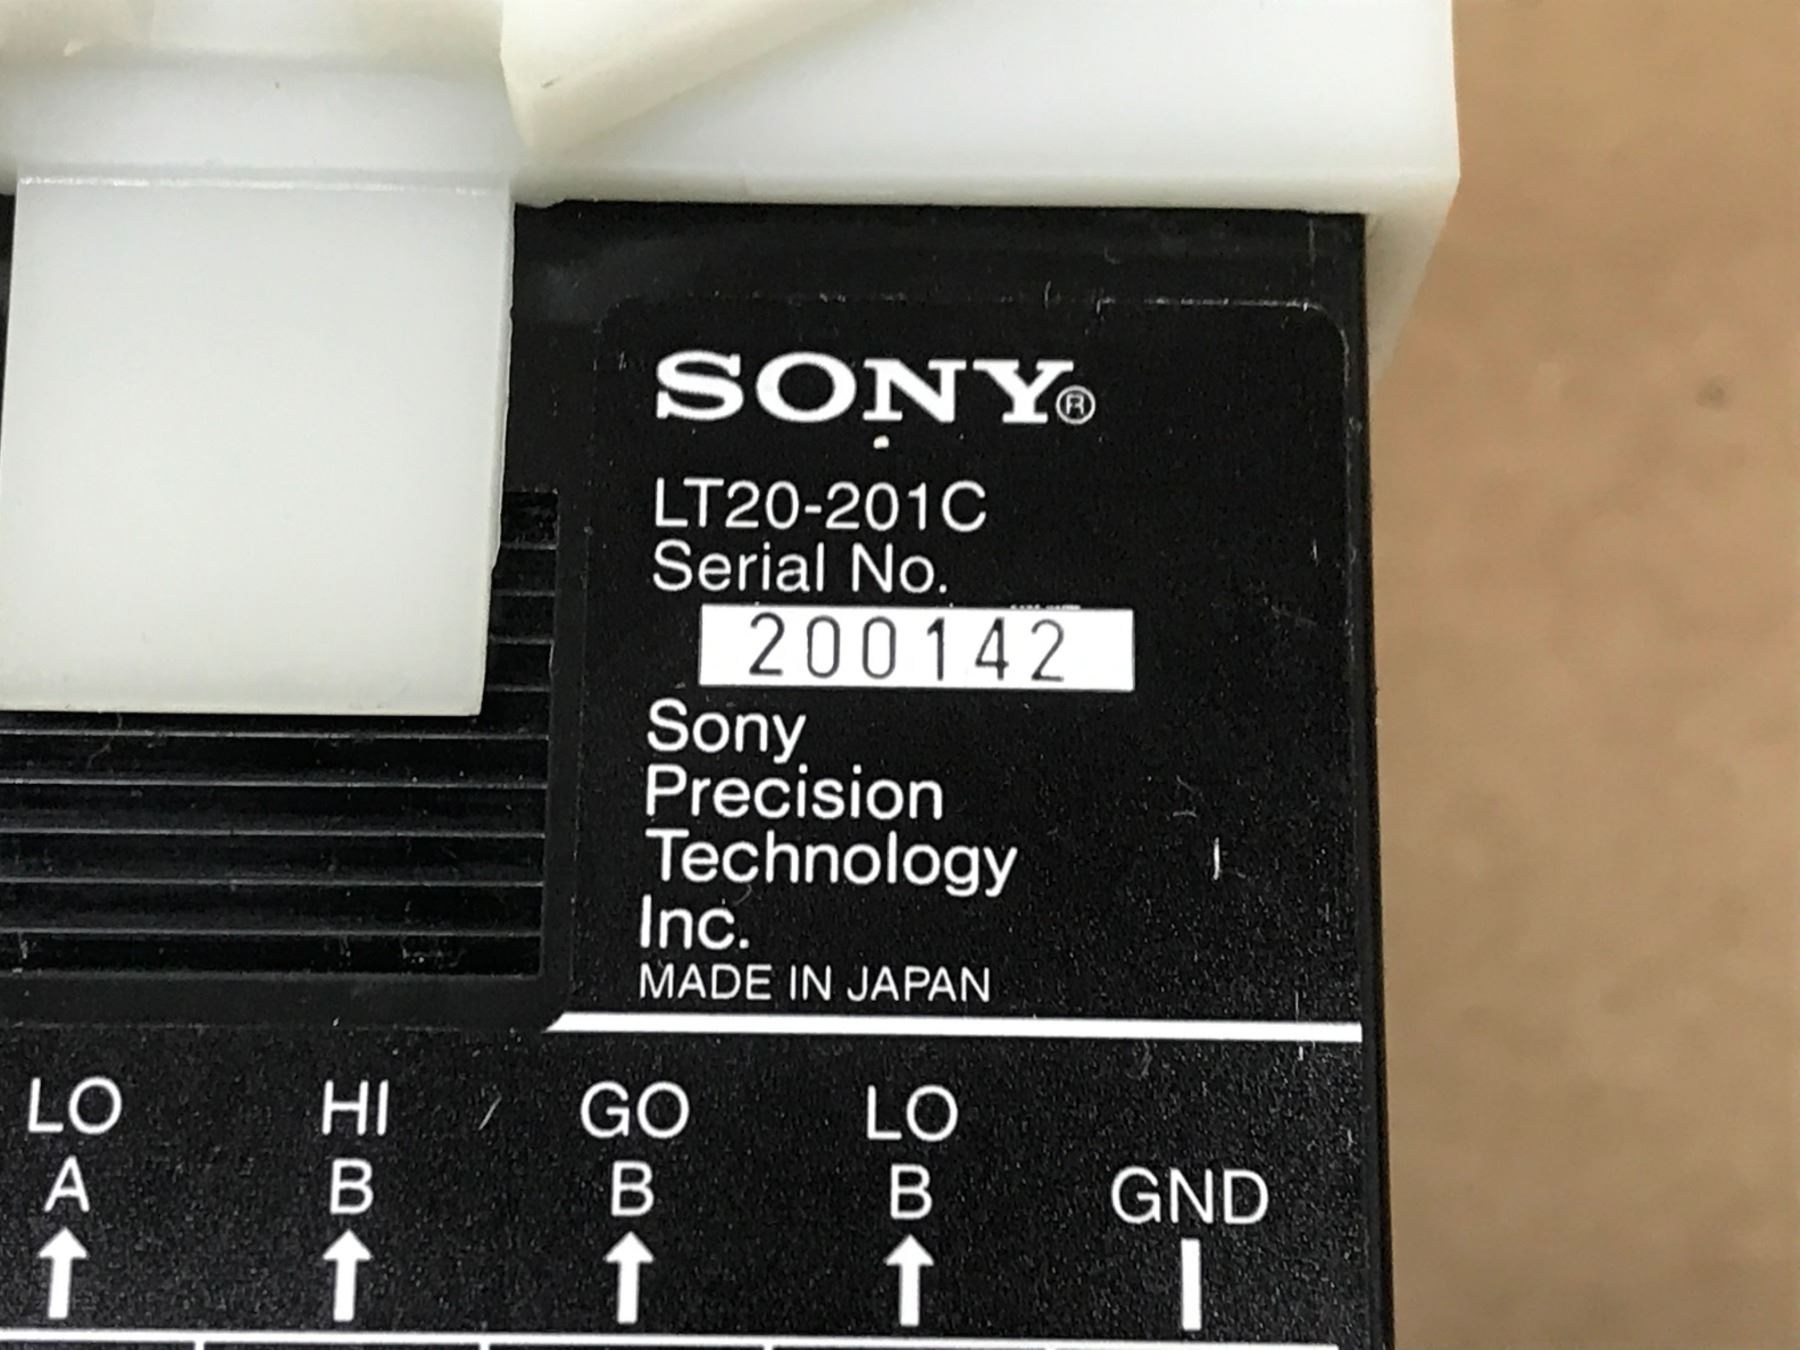 SONY®
LT20-201C
Serial No.
200142
Sony
Precision
Technology
Inc.
MADE IN JAPAN
LO HI GO LO
A B B B GND